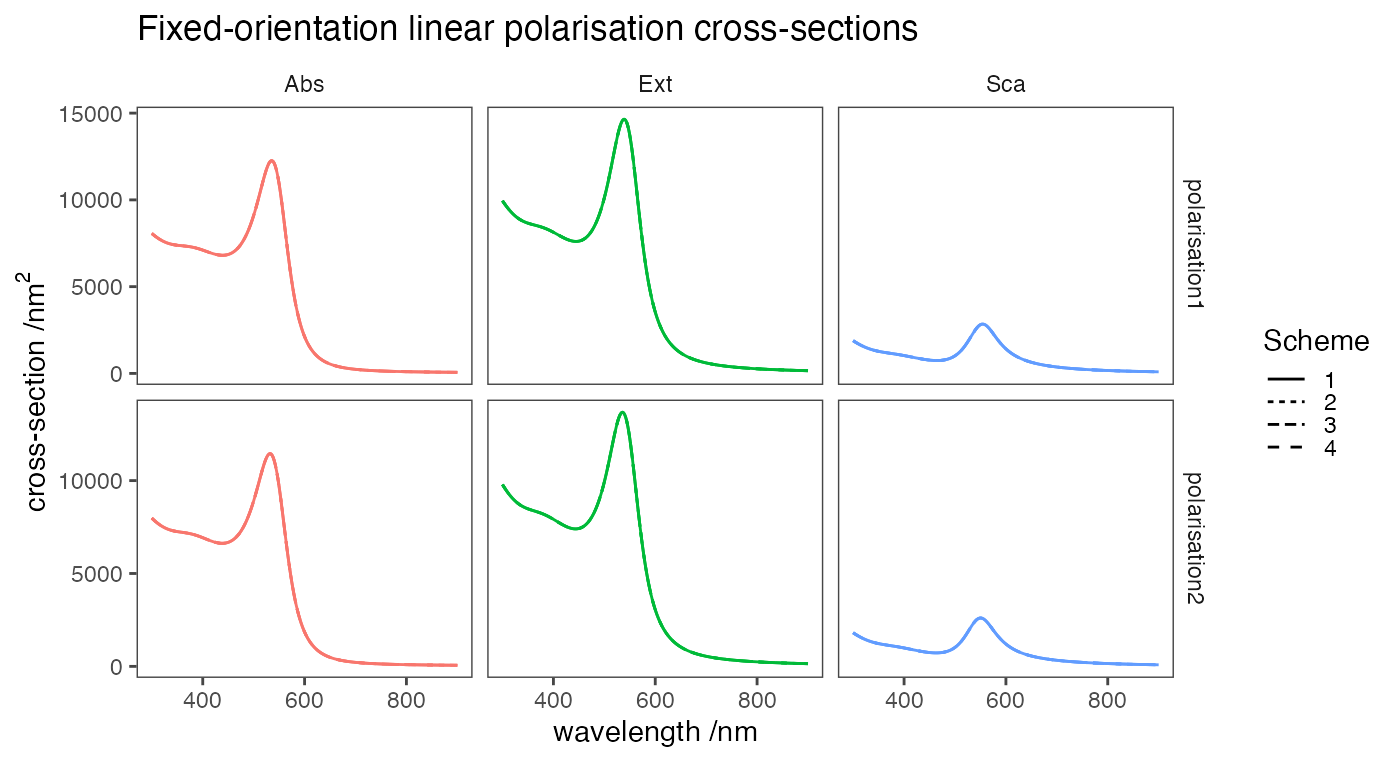 Fixed-orientation linear polarisation cross-sections
Abs
Ext
Sca
15000
10000
5000
0
polarisation1
10000
5000
0
polarisation2
cross-section /nm²
400
600
800
400
600
800
400
600
800
wavelength /nm
Scheme
1
2
3
4